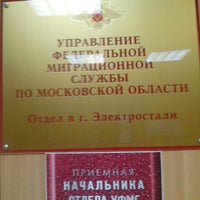 УПРАВЛЕНИЕ
ФЕДЕРАЛЬНОЙ
МИГРАЦИОННОЙ
СЛУЖБЫ
ПО МОСКОВСКОЙ ОБЛАСТИ
Отдел в г. Электростали
ПРИЕМНАЯ
НАЧАЛЬНИКА
ОТДЕЛА УФМС